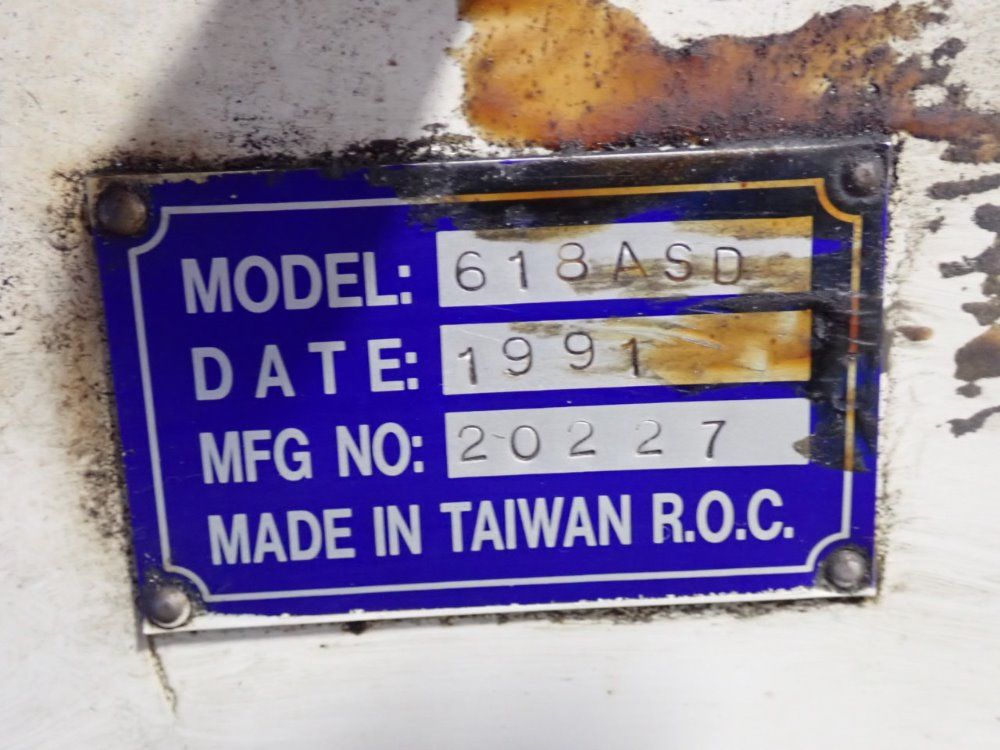 MODEL: 618ASD
DATE: 1991
MFG NO: 20227
MADE IN TAIWAN R.O.C.